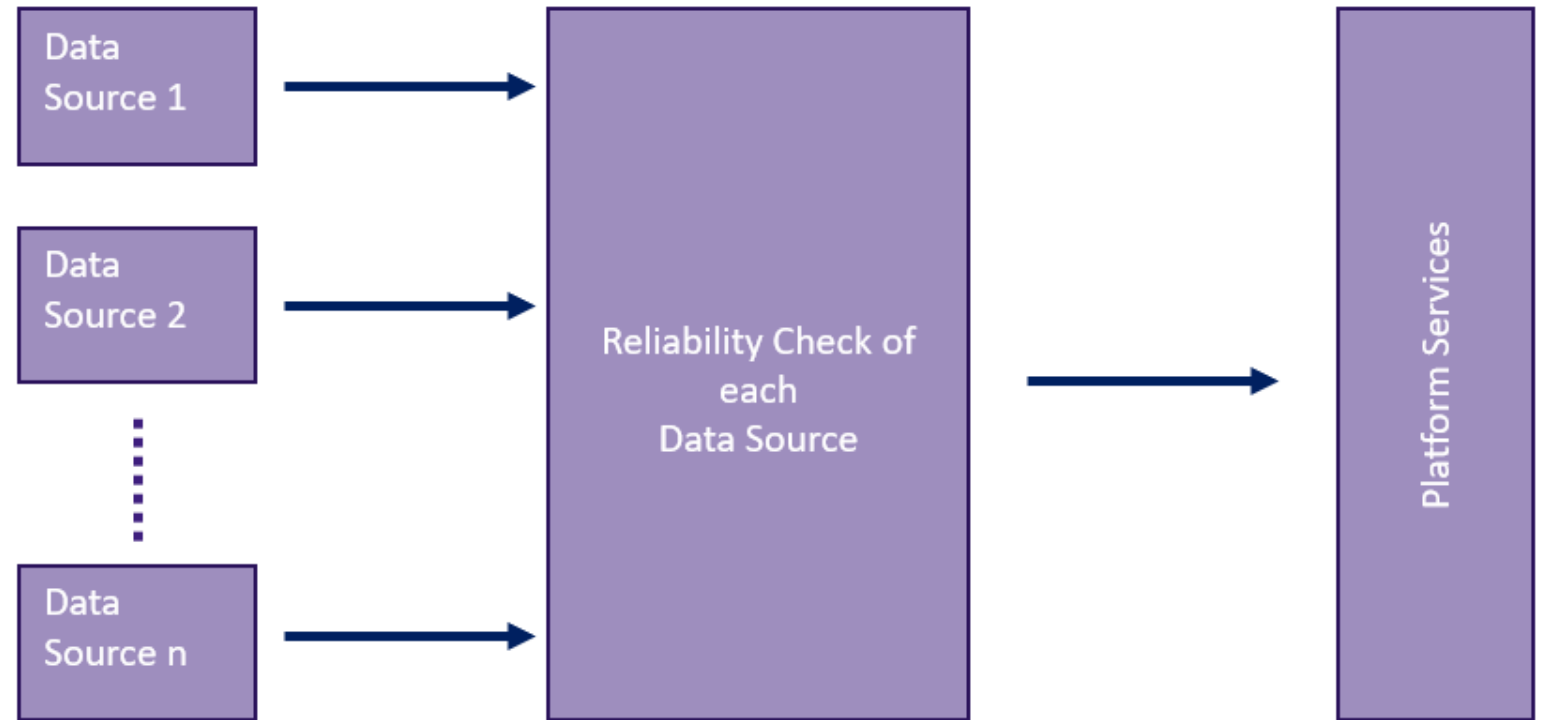 Data
Source 1
Data
Source 2
Data
Source n
Reliability Check of
each
Data Source
Platform Services